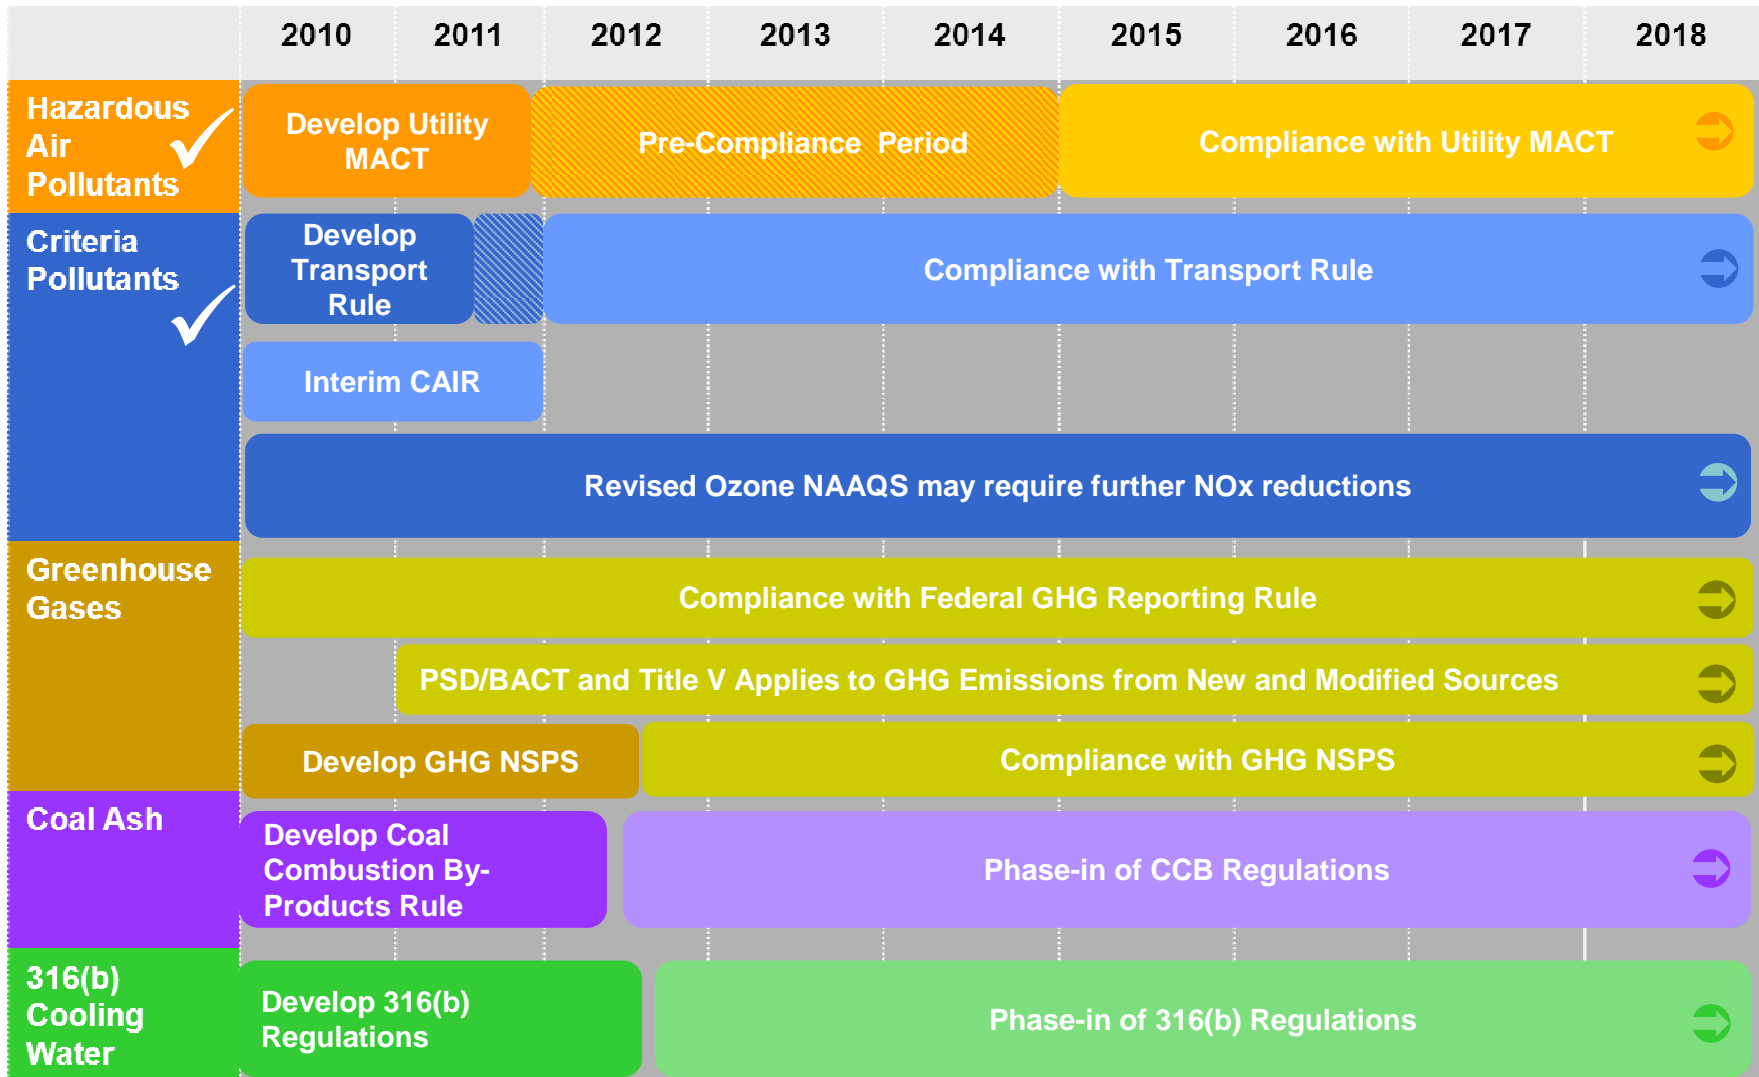 2010 2011 2012 2013 2014 2015 2016 2017 2018
Hazardous
Air
Pollutants
Develop Utility
MACT
Pre-Compliance Period
Compliance with Utility MACT
Criteria
Pollutants
Develop
Transport
Rule
Compliance with Transport Rule
Interim CAIR
Revised Ozone NAAQS may require further NOx reductions
Greenhouse
Gases
Compliance with Federal GHG Reporting Rule
PSD/BACT and Title V Applies to GHG Emissions from New and Modified Sources
Develop GHG NSPS
Compliance with GHG NSPS
Coal Ash
Develop Coal
Combustion By-
Products Rule
Phase-in of CCB Regulations
316(b)
Cooling
Water
Develop 316(b)
Regulations
Phase-in of 316(b) Regulations